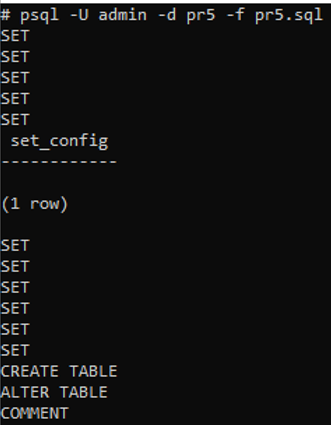 # psql -U admin -d pr5 -f pr5.sql
SET
SET
SET
SET
SET
 set_config
------------

(1 row)

SET
SET
SET
SET
SET
SET
CREATE TABLE
ALTER TABLE
COMMENT